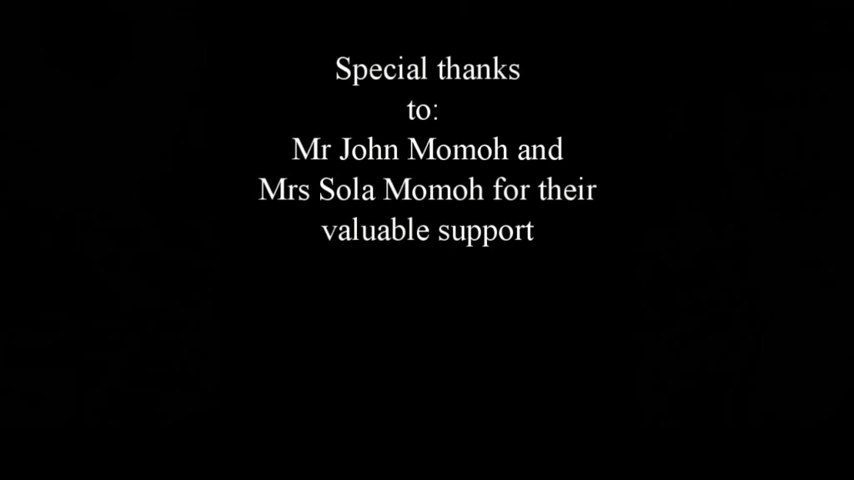 Special thanks
to:
Mr John Momoh and
Mrs Sola Momoh for their
valuable support